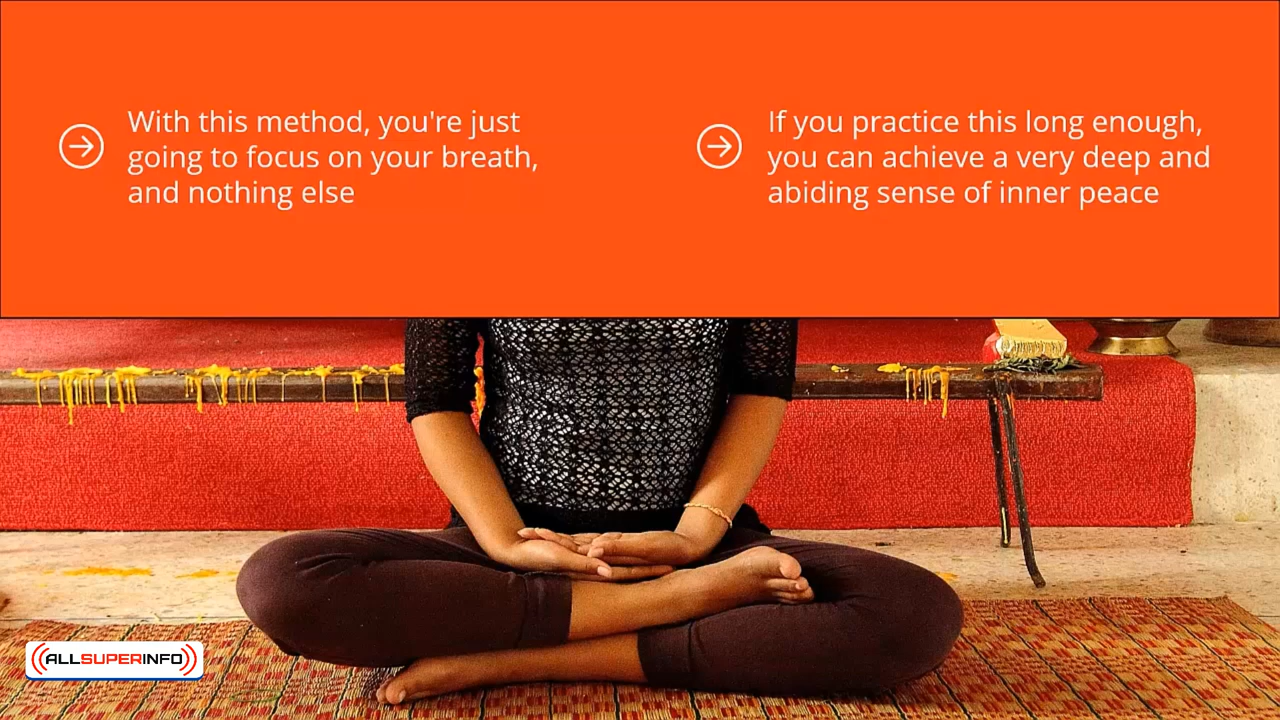 With this method, you're just
going to focus on your breath,
and nothing else
If you practice this long enough,
you can achieve a very deep and
abiding sense of inner peace
ALLSUPERINFO